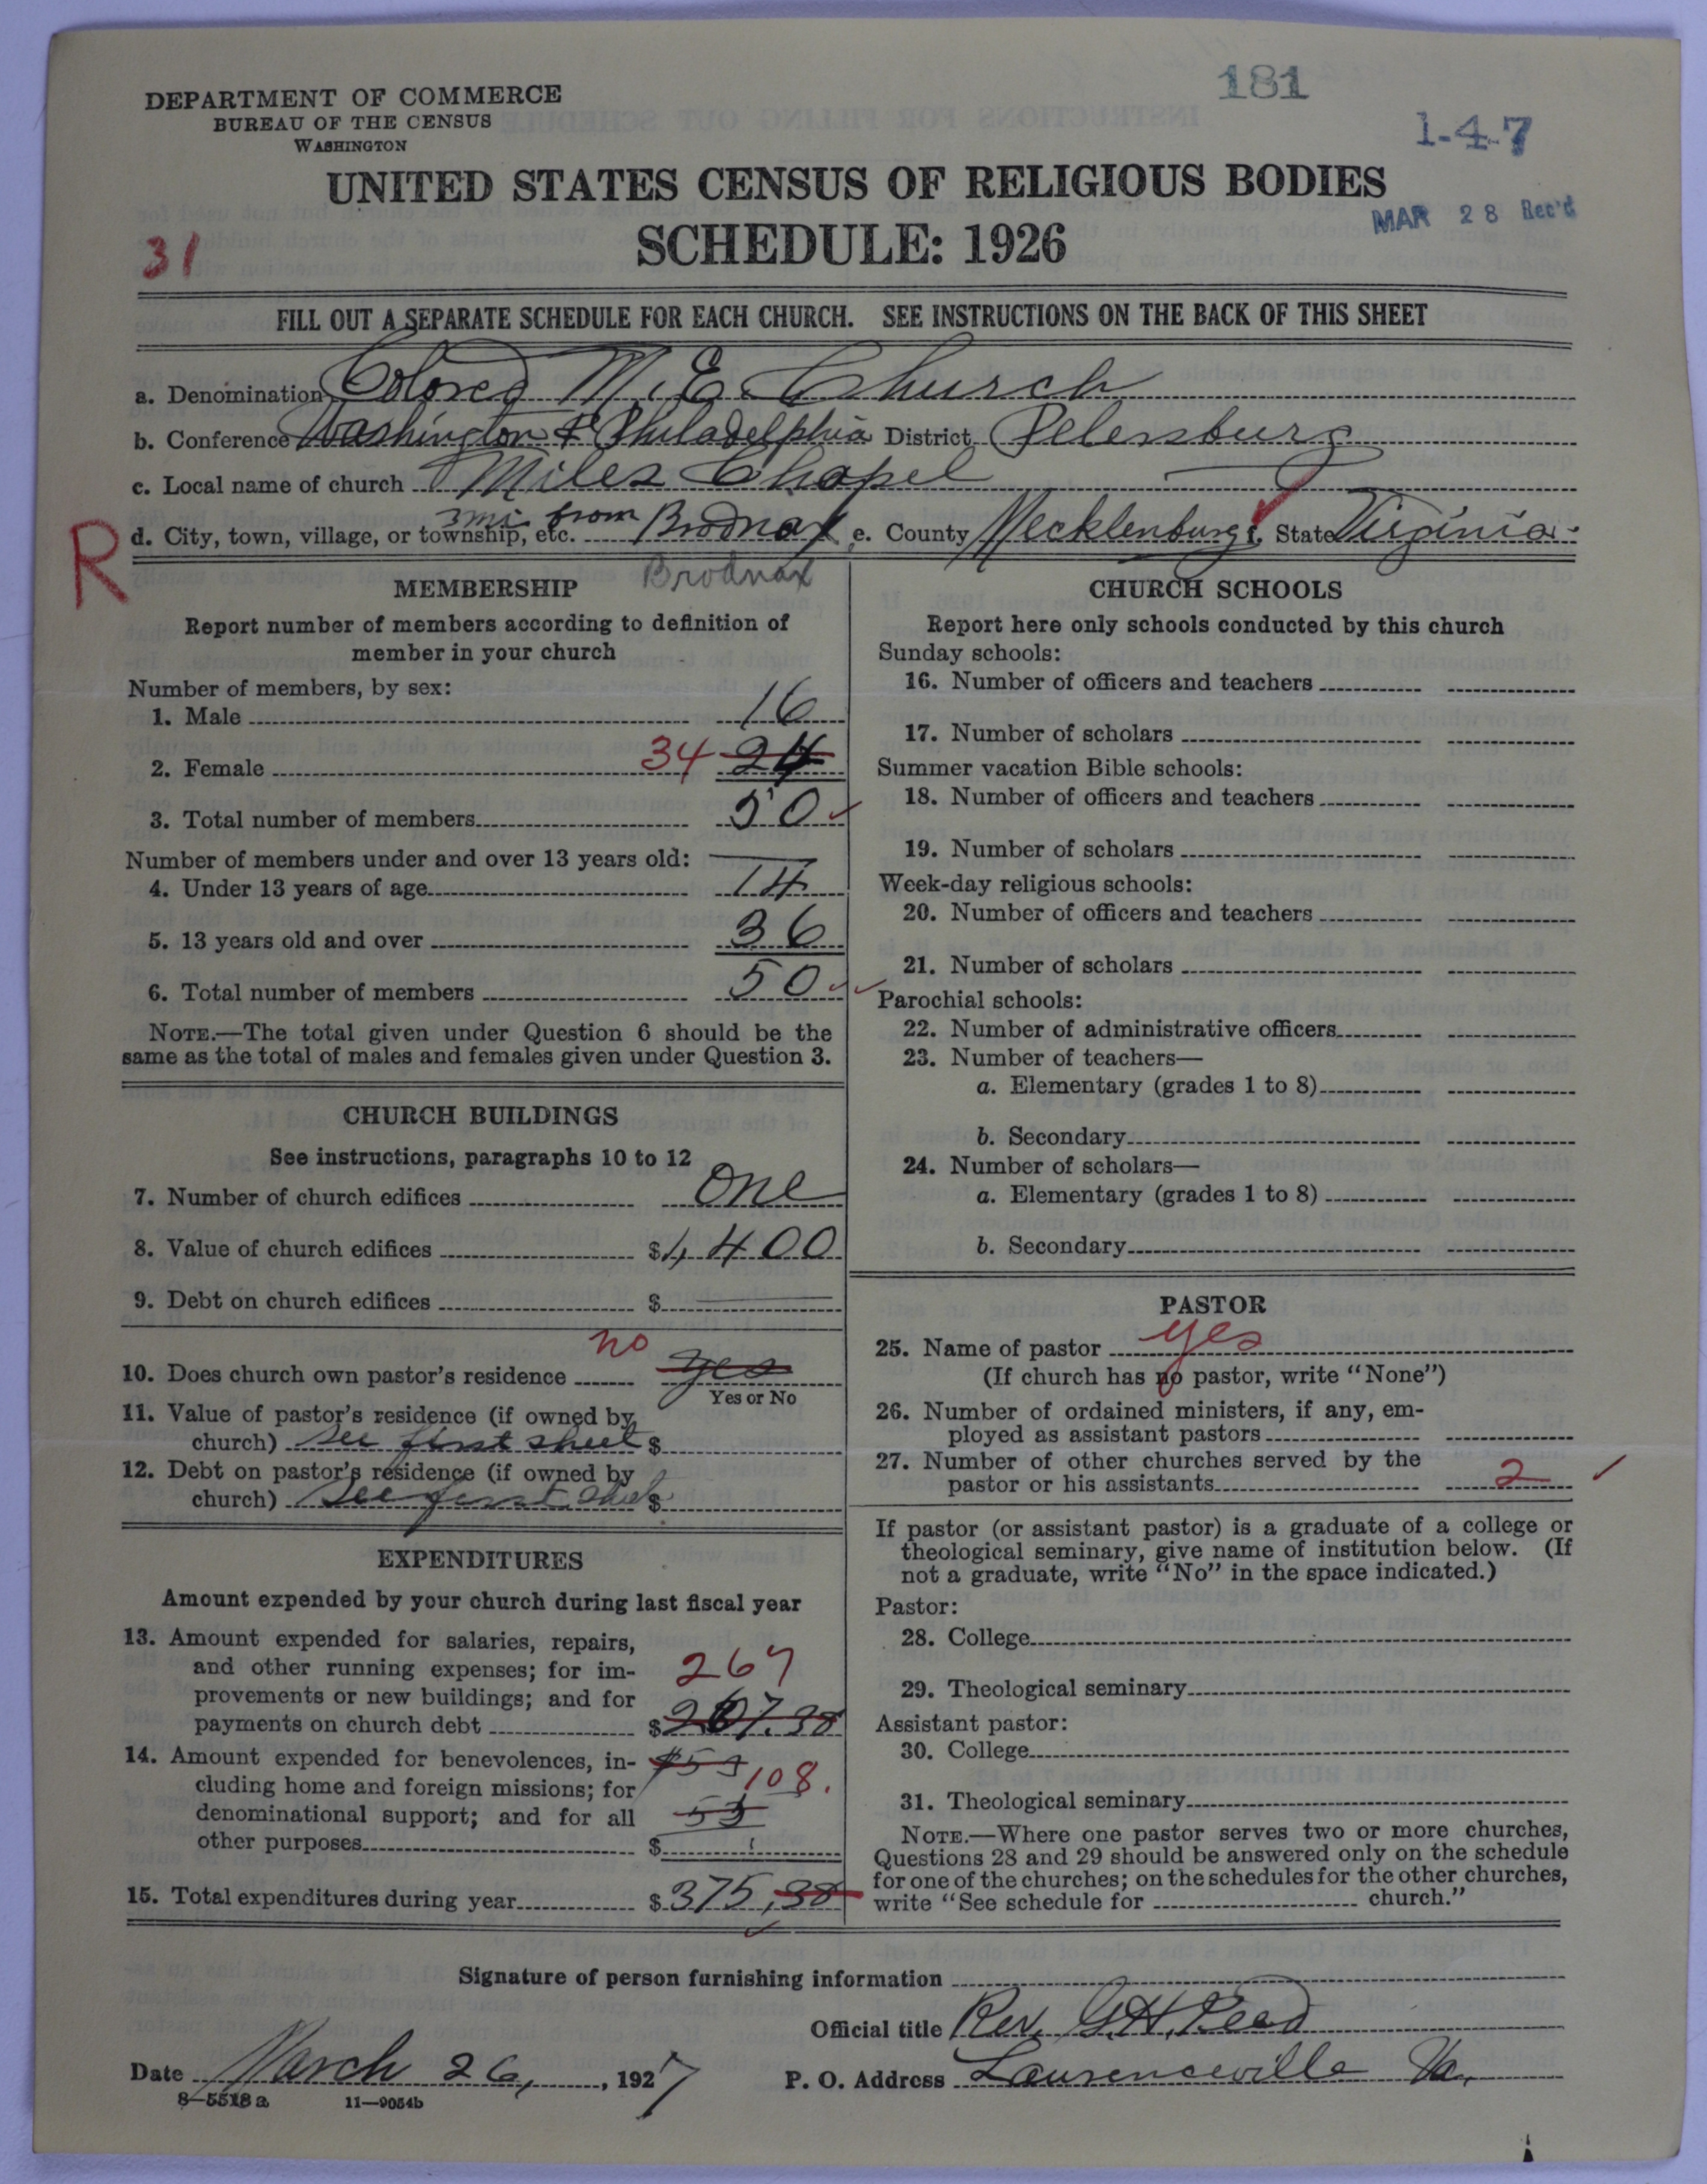 181
DEPARTMENT OF COMMERCE
BUREAU OF THE CENSUS
WASHINGTON
1-4-7
UNITED STATES CENSUS OF RELIGIOUS BODIES
MAR 28 Rec'd
SCHEDULE: 1926
31
FILL OUT A SEPARATE SCHEDULE FOR EACH CHURCH. SEE INSTRUCTIONS ON THE BACK OF THIS SHEET
a. Denomination Colored M. E. Church
b. Conference Washington & Philadelphia District Petersburg
c. Local name of church Miles Chapel
R
d. City, town, village, or township, etc. 3 mi. from Brodnax e. County Mecklenburg f. State Virginia
Brodnax
MEMBERSHIP
Report number of members according to definition of
member in your church
Number of members, by sex:
1. Male 16
2. Female 34 24
3. Total number of members 50
Number of members under and over 13 years old:
4. Under 13 years of age 14
5. 13 years old and over 36
6. Total number of members 50
NOTE.—The total given under Question 6 should be the
same as the total of males and females given under Question 3.
CHURCH BUILDINGS
See instructions, paragraphs 10 to 12
7. Number of church edifices One
8. Value of church edifices $1,400
9. Debt on church edifices $
10. Does church own pastor's residence no yes
Yes or No
11. Value of pastor's residence (if owned by
church) see first sheet $
12. Debt on pastor's residence (if owned by
church) See first $
EXPENDITURES
Amount expended by your church during last fiscal year
13. Amount expended for salaries, repairs,
and other running expenses; for im-
provements or new buildings; and for
payments on church debt 267 $267.38
14. Amount expended for benevolences, in-
cluding home and foreign missions; for
denominational support; and for all
other purposes $53 108. 53 $
15. Total expenditures during year $375,38
CHURCH SCHOOLS
Report here only schools conducted by this church
Sunday schools:
16. Number of officers and teachers
17. Number of scholars
Summer vacation Bible schools:
18. Number of officers and teachers
19. Number of scholars
Week-day religious schools:
20. Number of officers and teachers
21. Number of scholars
Parochial schools:
22. Number of administrative officers
23. Number of teachers—
a. Elementary (grades 1 to 8)
b. Secondary
24. Number of scholars—
a. Elementary (grades 1 to 8)
b. Secondary
PASTOR
25. Name of pastor yes
(If church has no pastor, write "None")
26. Number of ordained ministers, if any, em-
ployed as assistant pastors
27. Number of other churches served by the
pastor or his assistants 2
If pastor (or assistant pastor) is a graduate of a college or
theological seminary, give name of institution below. (If
not a graduate, write "No" in the space indicated.)
Pastor:
28. College
29. Theological seminary
Assistant pastor:
30. College
31. Theological seminary
NOTE.—Where one pastor serves two or more churches,
Questions 28 and 29 should be answered only on the schedule
for one of the churches; on the schedules for the other churches,
write "See schedule for church."
Signature of person furnishing information
Official title Rev. G.H. Reed
Date March 26, 1927 P. O. Address Laurenceville Va.
8—5518a 11—9054b